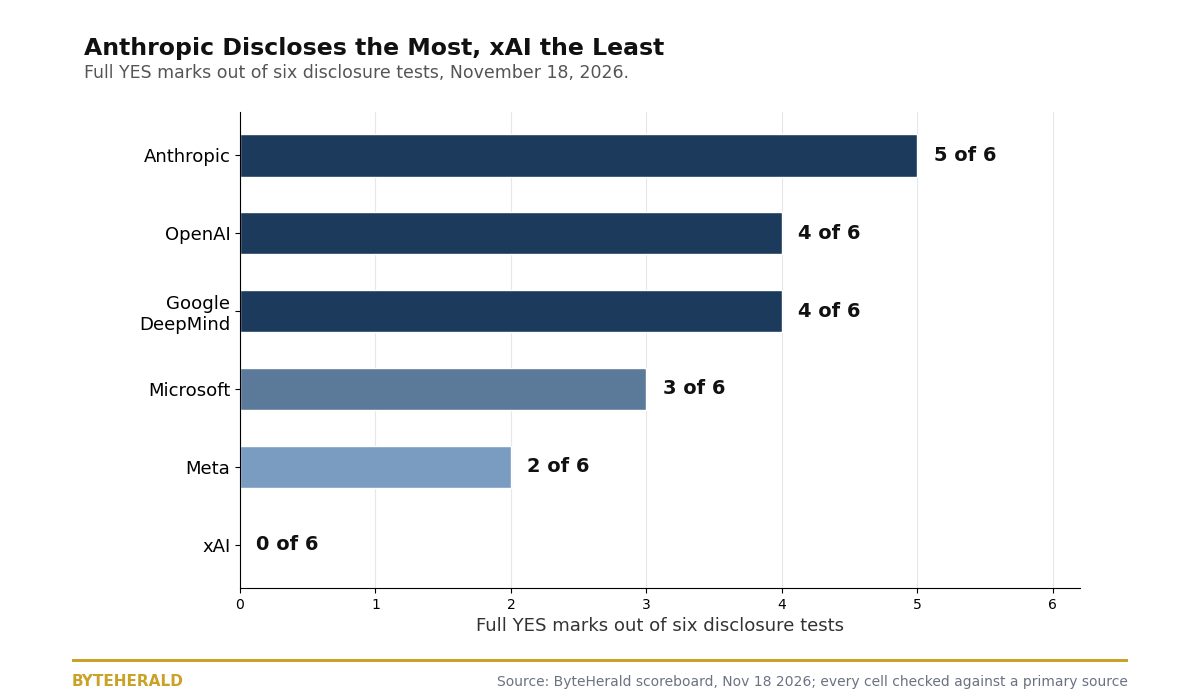 Anthropic Discloses the Most, xAI the Least
Full YES marks out of six disclosure tests, November 18, 2026.
Anthropic
5 of 6
OpenAI
4 of 6
Google
DeepMind
4 of 6
Microsoft
3 of 6
Meta
2 of 6
xAI
0 of 6
0 1 2 3 4 5 6
Full YES marks out of six disclosure tests
BYTEHERALD
Source: ByteHerald scoreboard, Nov 18 2026; every cell checked against a primary source